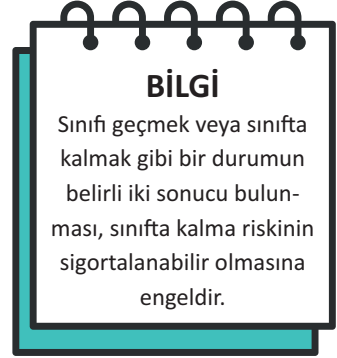 BİLGİ
Sınıfı geçmek veya sınıfta
kalmak gibi bir durumun
belirli iki sonucu bulun-
ması, sınıfta kalma riskinin
sigortalanabilir olmasına
engeldir.